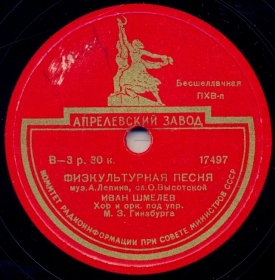 Бесшеллачная
ПХВ-п
АПРЕЛЕВСКИЙ ЗАВОД
В—3 р. 30 к. 17497
ФИЗКУЛЬТУРНАЯ ПЕСНЯ
муз. А. Лепина, сл. О. Высотской
ИВАН ШМЕЛЕВ
Хор и орк. под упр.
М. З. Гинзбурга
КОМИТЕТ РАДИОИНФОРМАЦИИ ПРИ СОВЕТЕ МИНИСТРОВ СССР